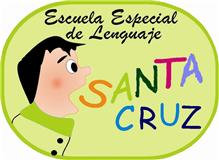 Escuela Especial
de Lenguaje
SANTA
CRUZ